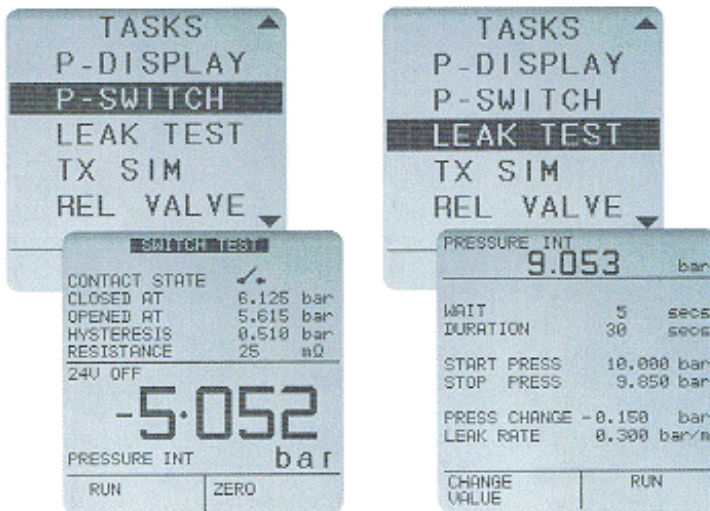 TASKS
P-DISPLAY
P-SWITCH
LEAK TEST
TX SIM
REL VALVE
SWITCH TEST
CONTACT STATE
CLOSED AT 6.125 bar
OPENED AT 5.615 bar
HYSTERESIS 0.510 bar
RESISTANCE 25 mΩ
24V OFF
-5.052
PRESSURE INT bar
RUN ZERO
TASKS
P-DISPLAY
P-SWITCH
LEAK TEST
TX SIM
REL VALVE
PRESSURE INT
9.053 bar
WAIT 5 secs
DURATION 30 secs
START PRESS 10.000 bar
STOP PRESS 9.850 bar
PRESS CHANGE -0.150 bar
LEAK RATE 0.300 bar/m
CHANGE VALUE RUN